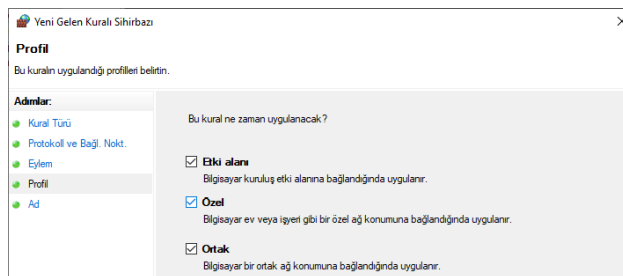 Yeni Gelen Kuralı Sihirbazı
Profil
Bu kuralın uygulandığı profilleri belirtin.
Adımlar:
Kural Türü
Protokoll ve Bağl. Nokt.
Eylem
Profil
Ad
Bu kural ne zaman uygulanacak?
Etki alanı
Bilgisayar kuruluş etki alanına bağlandığında uygulanır.
Özel
Bilgisayar ev veya işyeri gibi bir özel ağ konumuna bağlandığında uygulanır.
Ortak
Bilgisayar bir ortak ağ konumuna bağlandığında uygulanır.